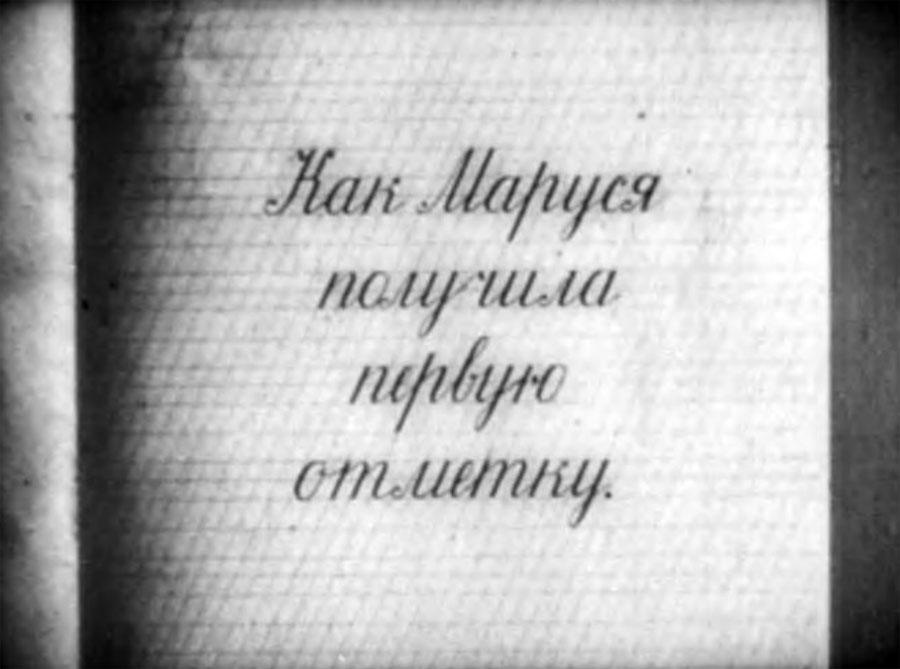 Как Маруся
получила
первую
отметку.